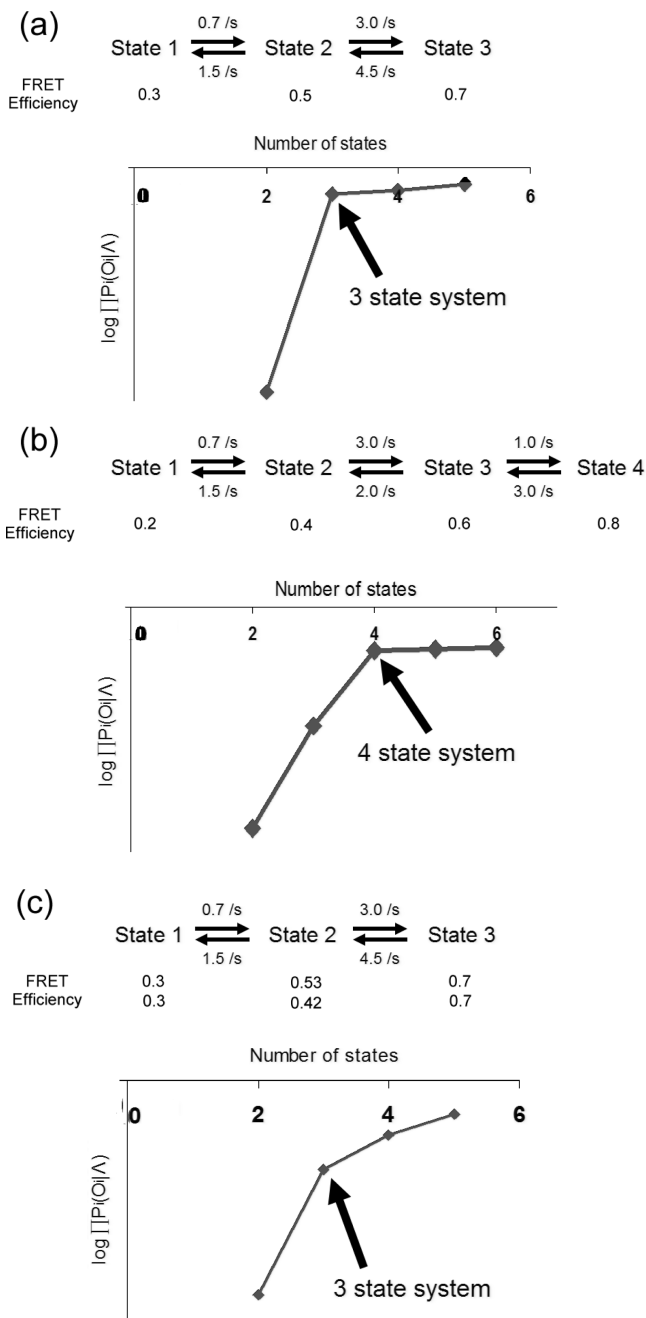 (a)
0.7 /s 3.0 /s
State 1 State 2 State 3
1.5 /s 4.5 /s
FRET
Efficiency 0.3 0.5 0.7
Number of states
0 2 4 6
log ∏Pi(Oi|Λ)
3 state system
(b)
0.7 /s 3.0 /s 1.0 /s
State 1 State 2 State 3 State 4
1.5 /s 2.0 /s 3.0 /s
FRET
Efficiency 0.2 0.4 0.6 0.8
Number of states
0 2 4 6
log ∏Pi(Oi|Λ)
4 state system
(c)
0.7 /s 3.0 /s
State 1 State 2 State 3
1.5 /s 4.5 /s
FRET 0.3 0.53 0.7
Efficiency 0.3 0.42 0.7
Number of states
0 2 4 6
log ∏Pi(Oi|Λ)
3 state system